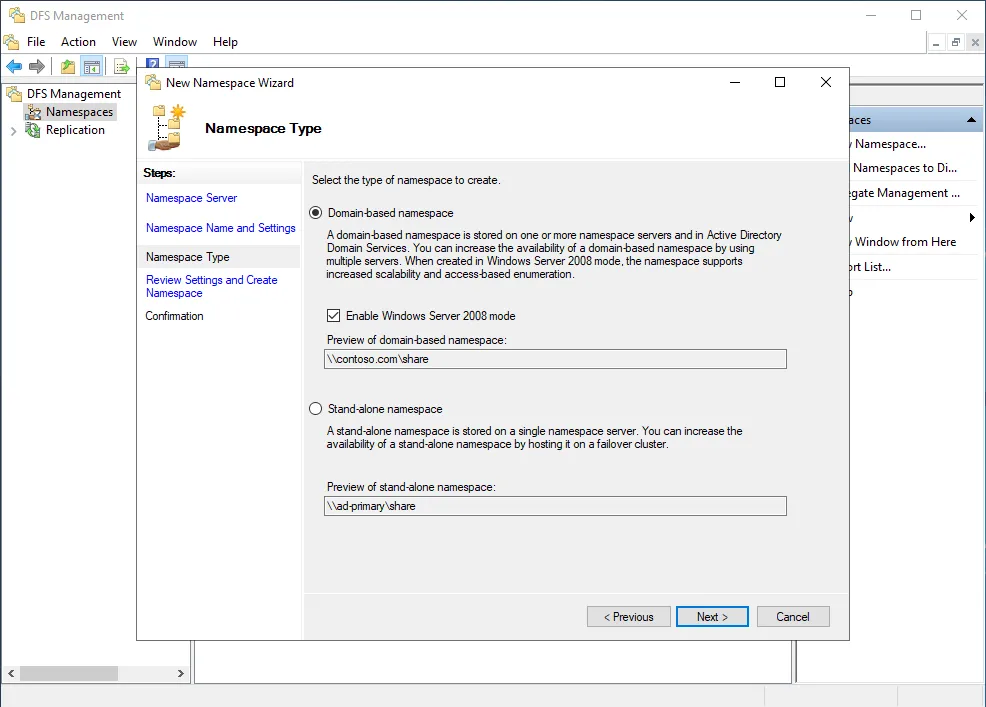 DFS Management
File Action View Window Help
DFS Management
Namespaces
Replication
New Namespace Wizard
Namespace Type
Steps:
Namespace Server
Namespace Name and Settings
Namespace Type
Review Settings and Create
Namespace
Confirmation
Select the type of namespace to create.
Domain-based namespace
A domain-based namespace is stored on one or more namespace servers and in Active Directory
Domain Services. You can increase the availability of a domain-based namespace by using
multiple servers. When created in Windows Server 2008 mode, the namespace supports
increased scalability and access-based enumeration.
Enable Windows Server 2008 mode
Preview of domain-based namespace:
\\contoso.com\share
Stand-alone namespace
A stand-alone namespace is stored on a single namespace server. You can increase the
availability of a stand-alone namespace by hosting it on a failover cluster.
Preview of stand-alone namespace:
\\ad-primary\share
< Previous
Next >
Cancel
Namespace...
Namespaces to Di...
Management ...
Window from Here
List...